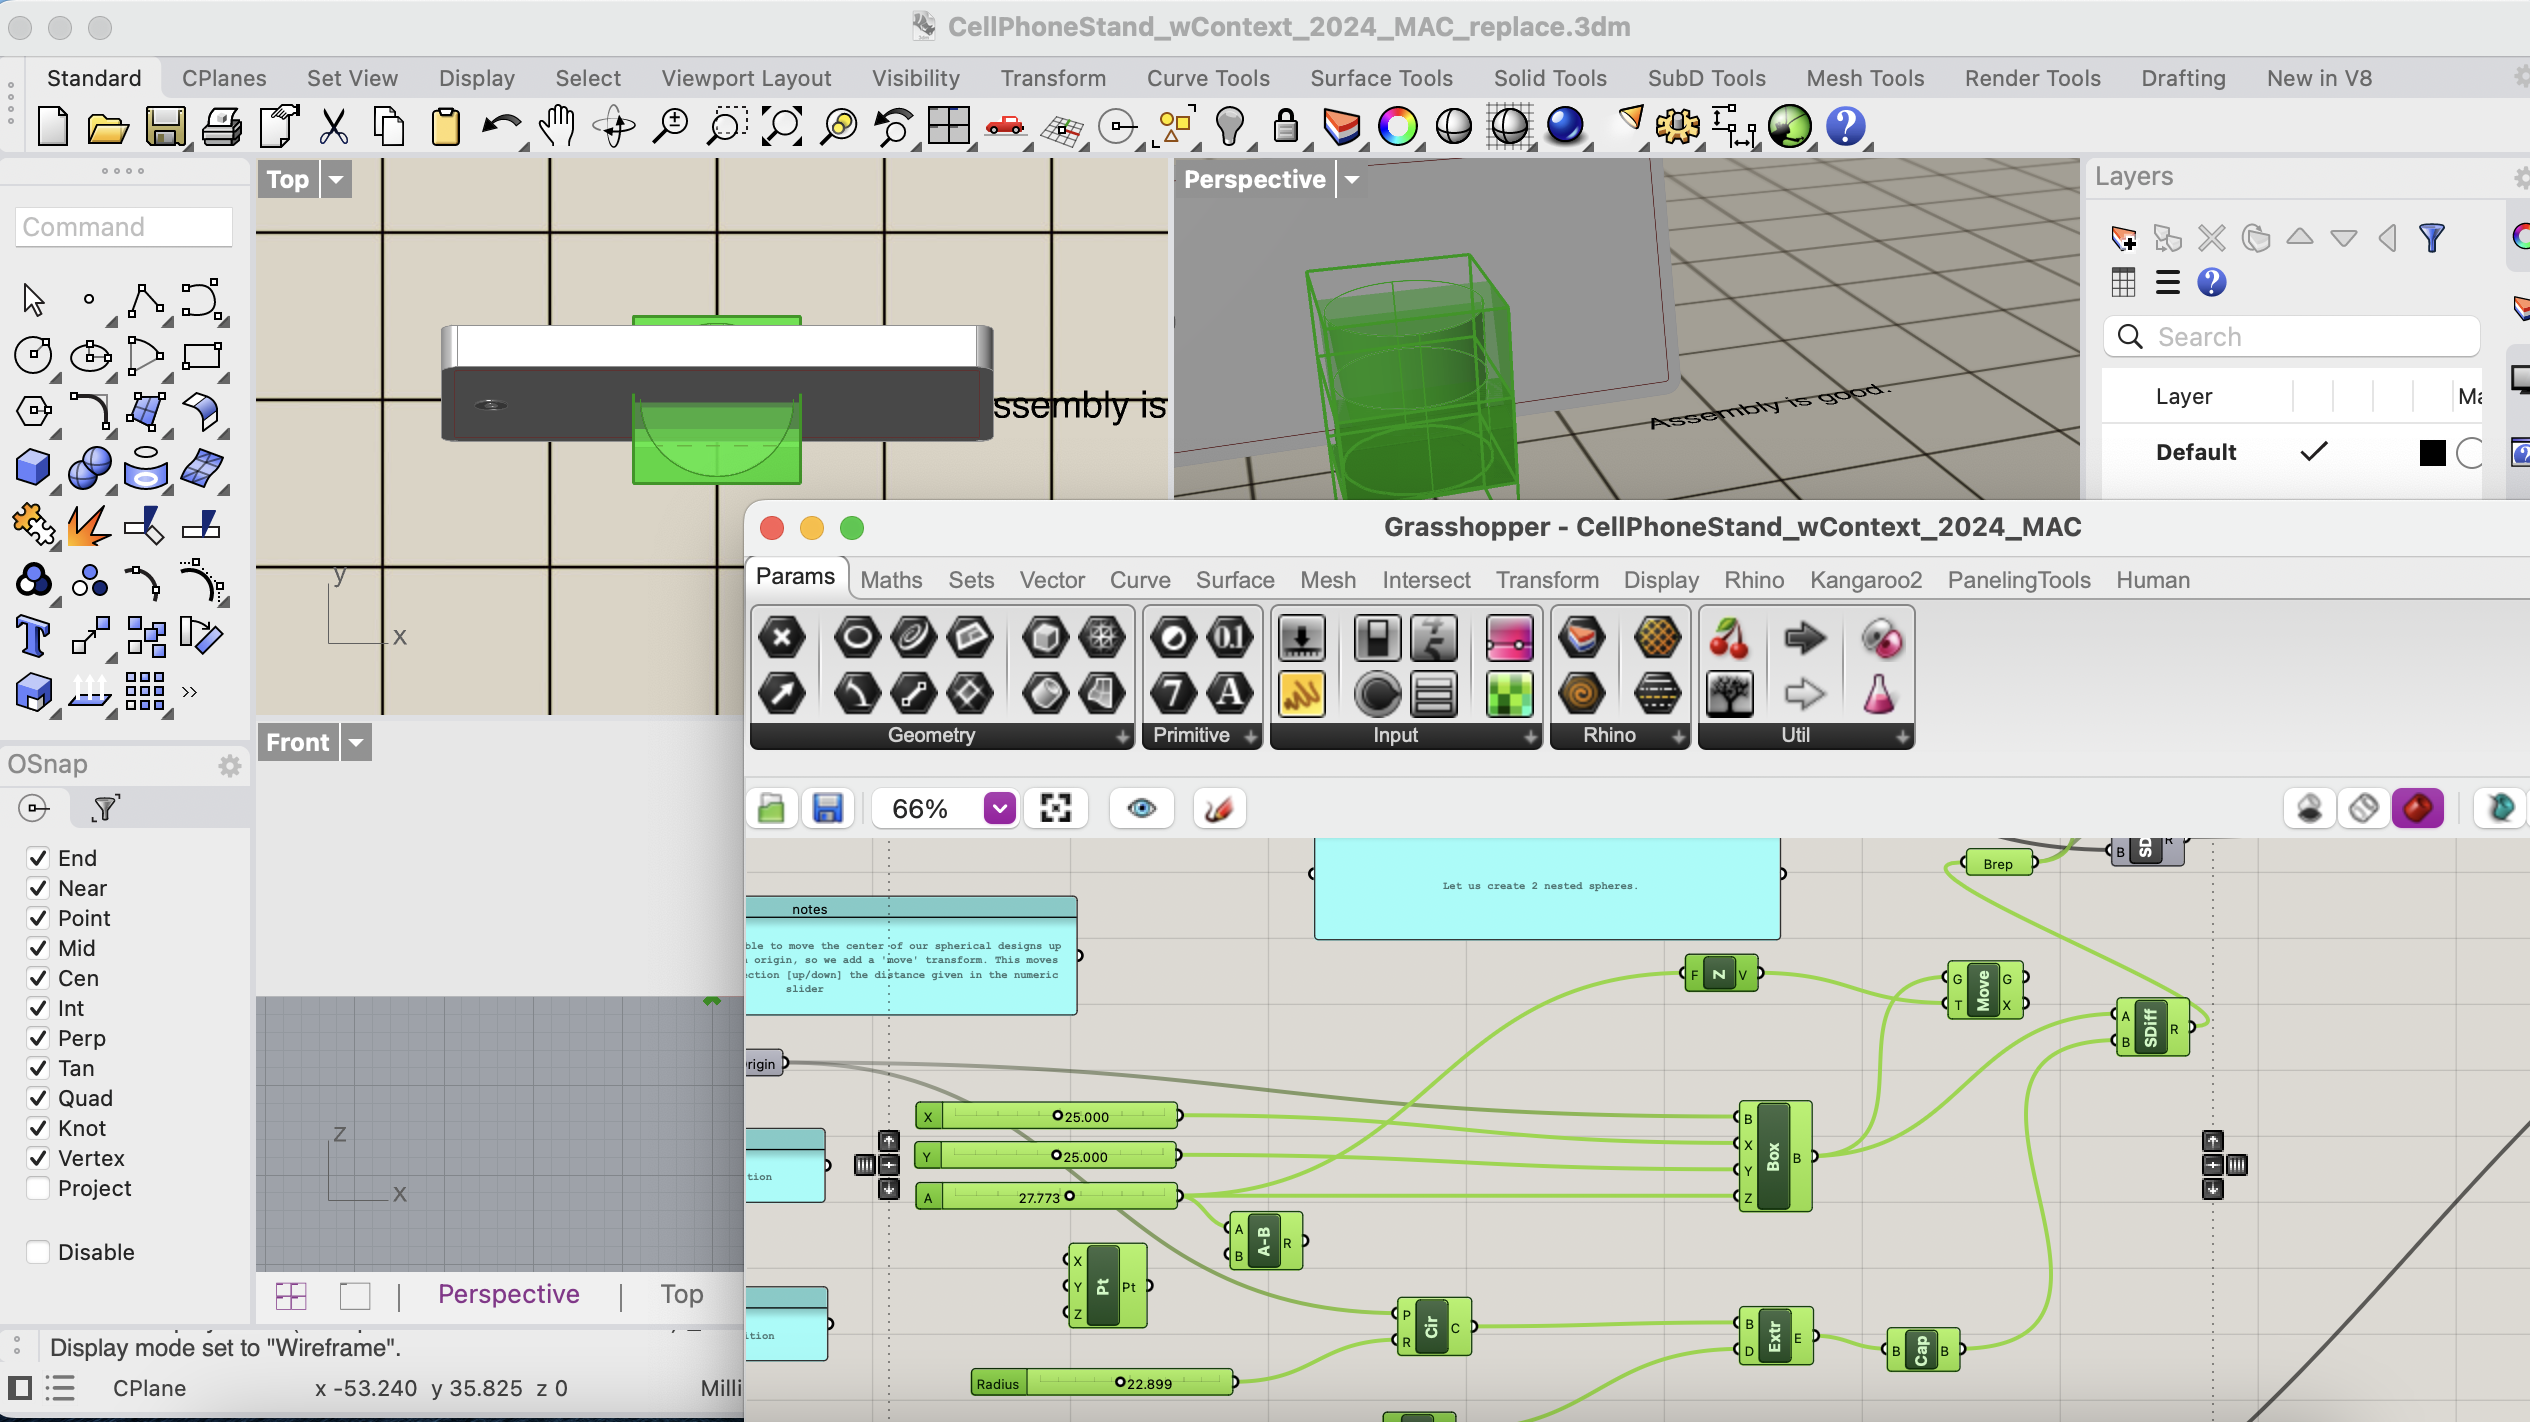 CellPhoneStand_wContext_2024_MAC_replace.3dm
Standard CPlanes Set View Display Select Viewport Layout Visibility Transform Curve Tools Surface Tools Solid Tools SubD Tools Mesh Tools Render Tools Drafting New in V8
Command
Top
Perspective
Layers
Search
Layer Ma
Default
ssembly is
Assembly is good.
y
x
Front
z
x
OSnap
End
Near
Point
Mid
Cen
Int
Perp
Tan
Quad
Knot
Vertex
Project
Disable
Perspective | Top
Display mode set to "Wireframe".
CPlane x -53.240 y 35.825 z 0 Milli
Grasshopper - CellPhoneStand_wContext_2024_MAC
Params Maths Sets Vector Curve Surface Mesh Intersect Transform Display Rhino Kangaroo2 PanelingTools Human
Geometry Primitive Input Rhino Util
66%
Let us create 2 nested spheres.
notes
ble to move the center of our spherical designs up
origin, so we add a 'move' transform. This moves
ction [up/down] the distance given in the numeric
slider
Brep
B SD R
F Z V
G T Move G X
A B SDiff R
rigin
X 25.000
Y 25.000
A 27.773
B X Y Z Box B
tion
A B A-B R
X Y Z Pt Pt
P R Cir C
B D Extr E
B Cap B
ition
Radius 22.899